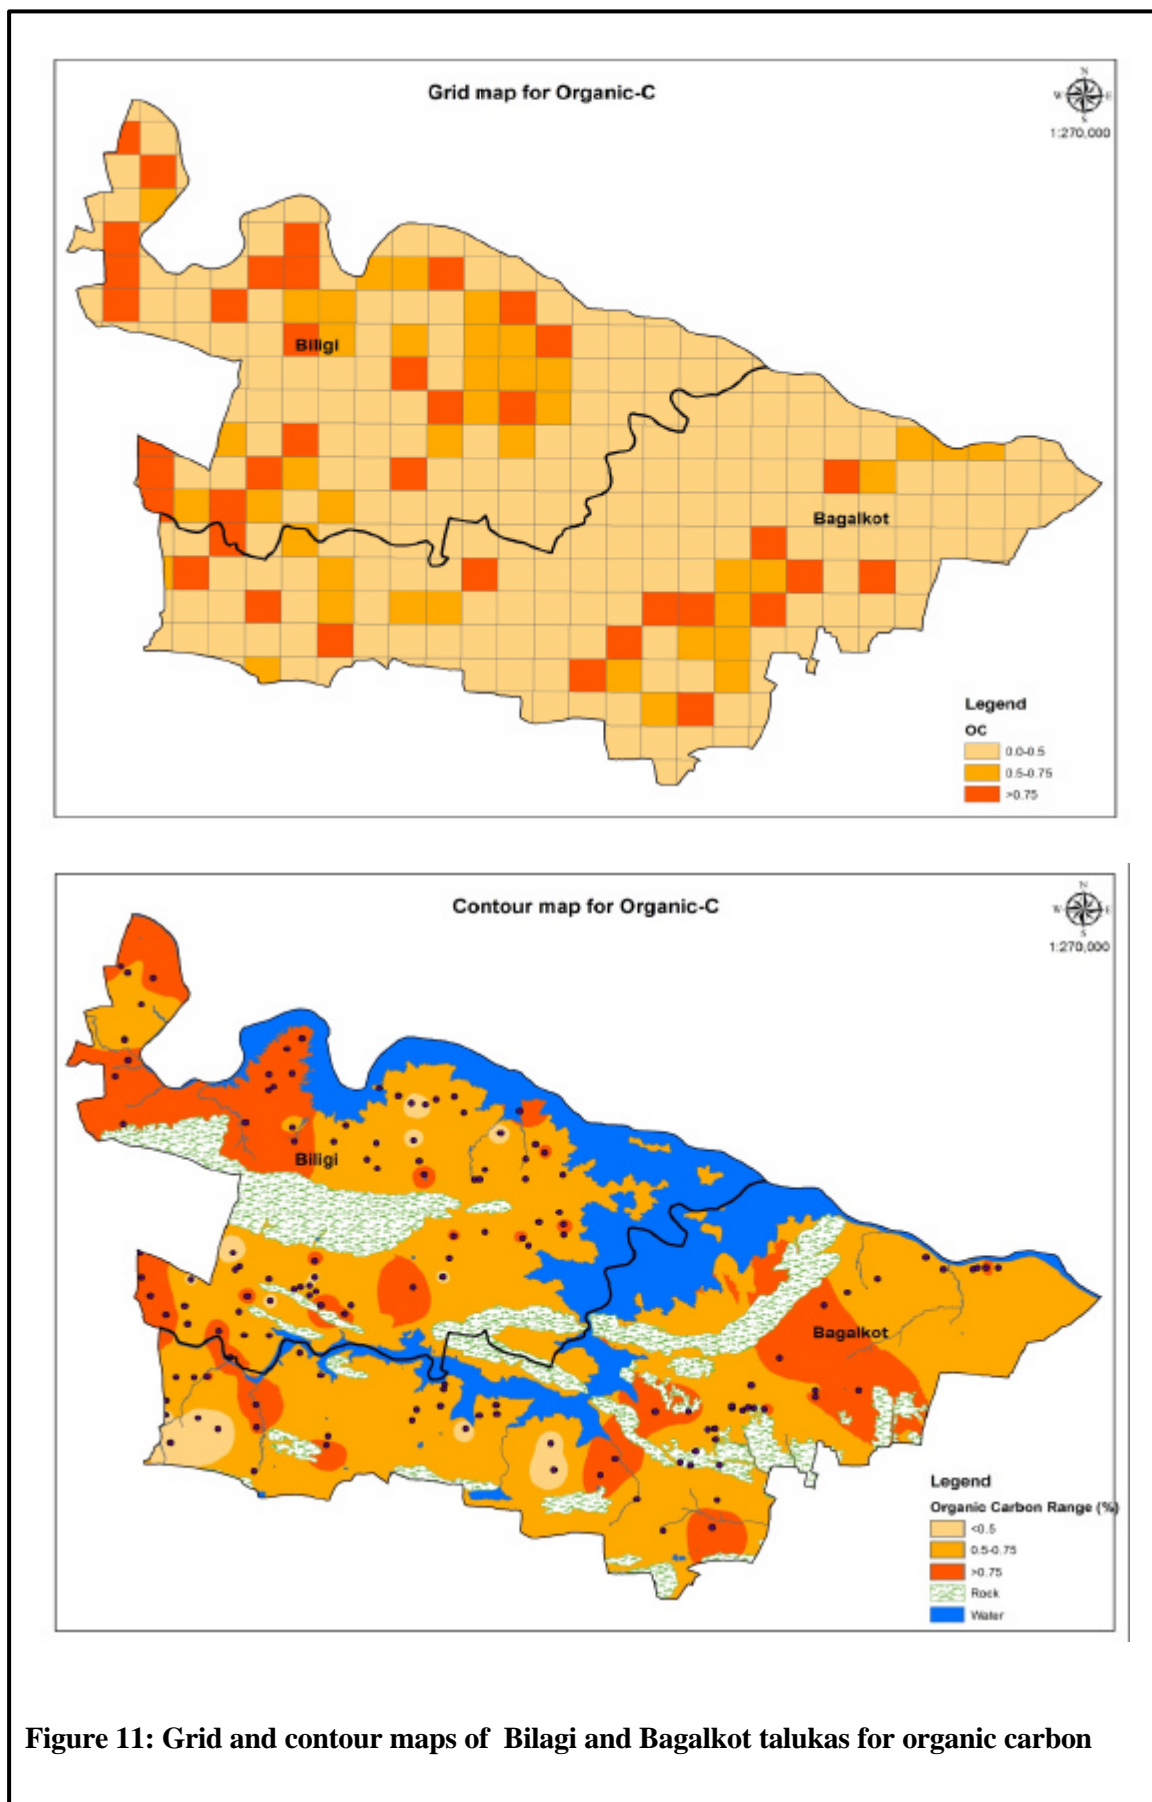 Grid map for Organic-C
N
W E
S
1:270,000
Biligi
Bagalkot
Legend
OC
0.0-0.5
0.5-0.75
>0.75
Contour map for Organic-C
N
W E
S
1:270,000
Biligi
Bagalkot
Legend
Organic Carbon Range (%)
<0.5
0.5-0.75
>0.75
Rock
Water
Figure 11: Grid and contour maps of  Bilagi and Bagalkot talukas for organic carbon